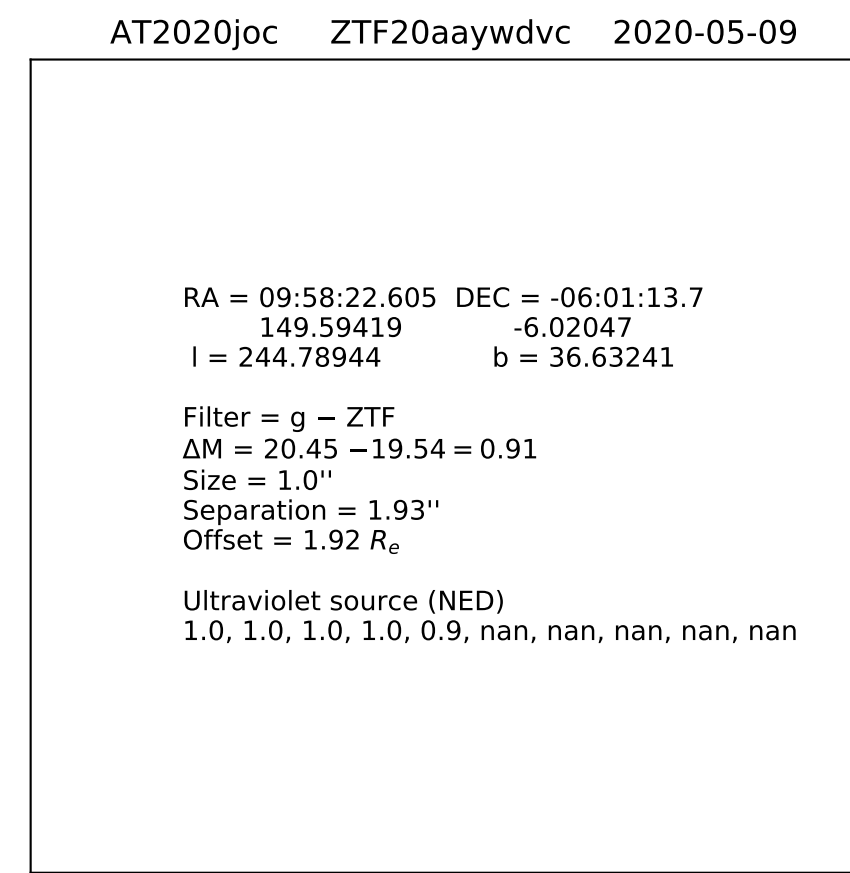 AT2020joc ZTF20aaywdvc 2020-05-09
RA = 09:58:22.605 DEC = -06:01:13.7
149.59419 -6.02047
l = 244.78944 b = 36.63241
Filter = g − ZTF
ΔM = 20.45 −19.54 = 0.91
Size = 1.0''
Separation = 1.93''
Offset = 1.92 Rₑ
Ultraviolet source (NED)
1.0, 1.0, 1.0, 1.0, 0.9, nan, nan, nan, nan, nan